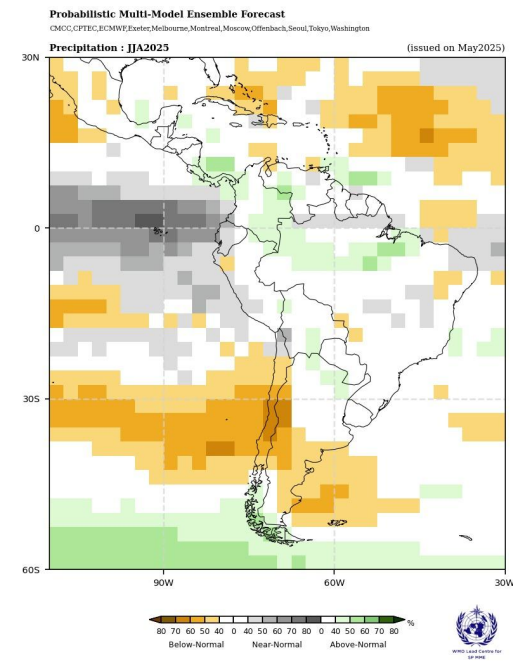 Probabilistic Multi-Model Ensemble Forecast
CMCC,CPTEC,ECMWF,Exeter,Melbourne,Montreal,Moscow,Offenbach,Seoul,Tokyo,Washington
Precipitation : JJA2025 (issued on May2025)
30N
0
30S
60S
90W 60W 30W
80 70 60 50 40 0 40 50 60 70 80 0 40 50 60 70 80 %
Below-Normal Near-Normal Above-Normal
WMO Lead Centre for
SP MME